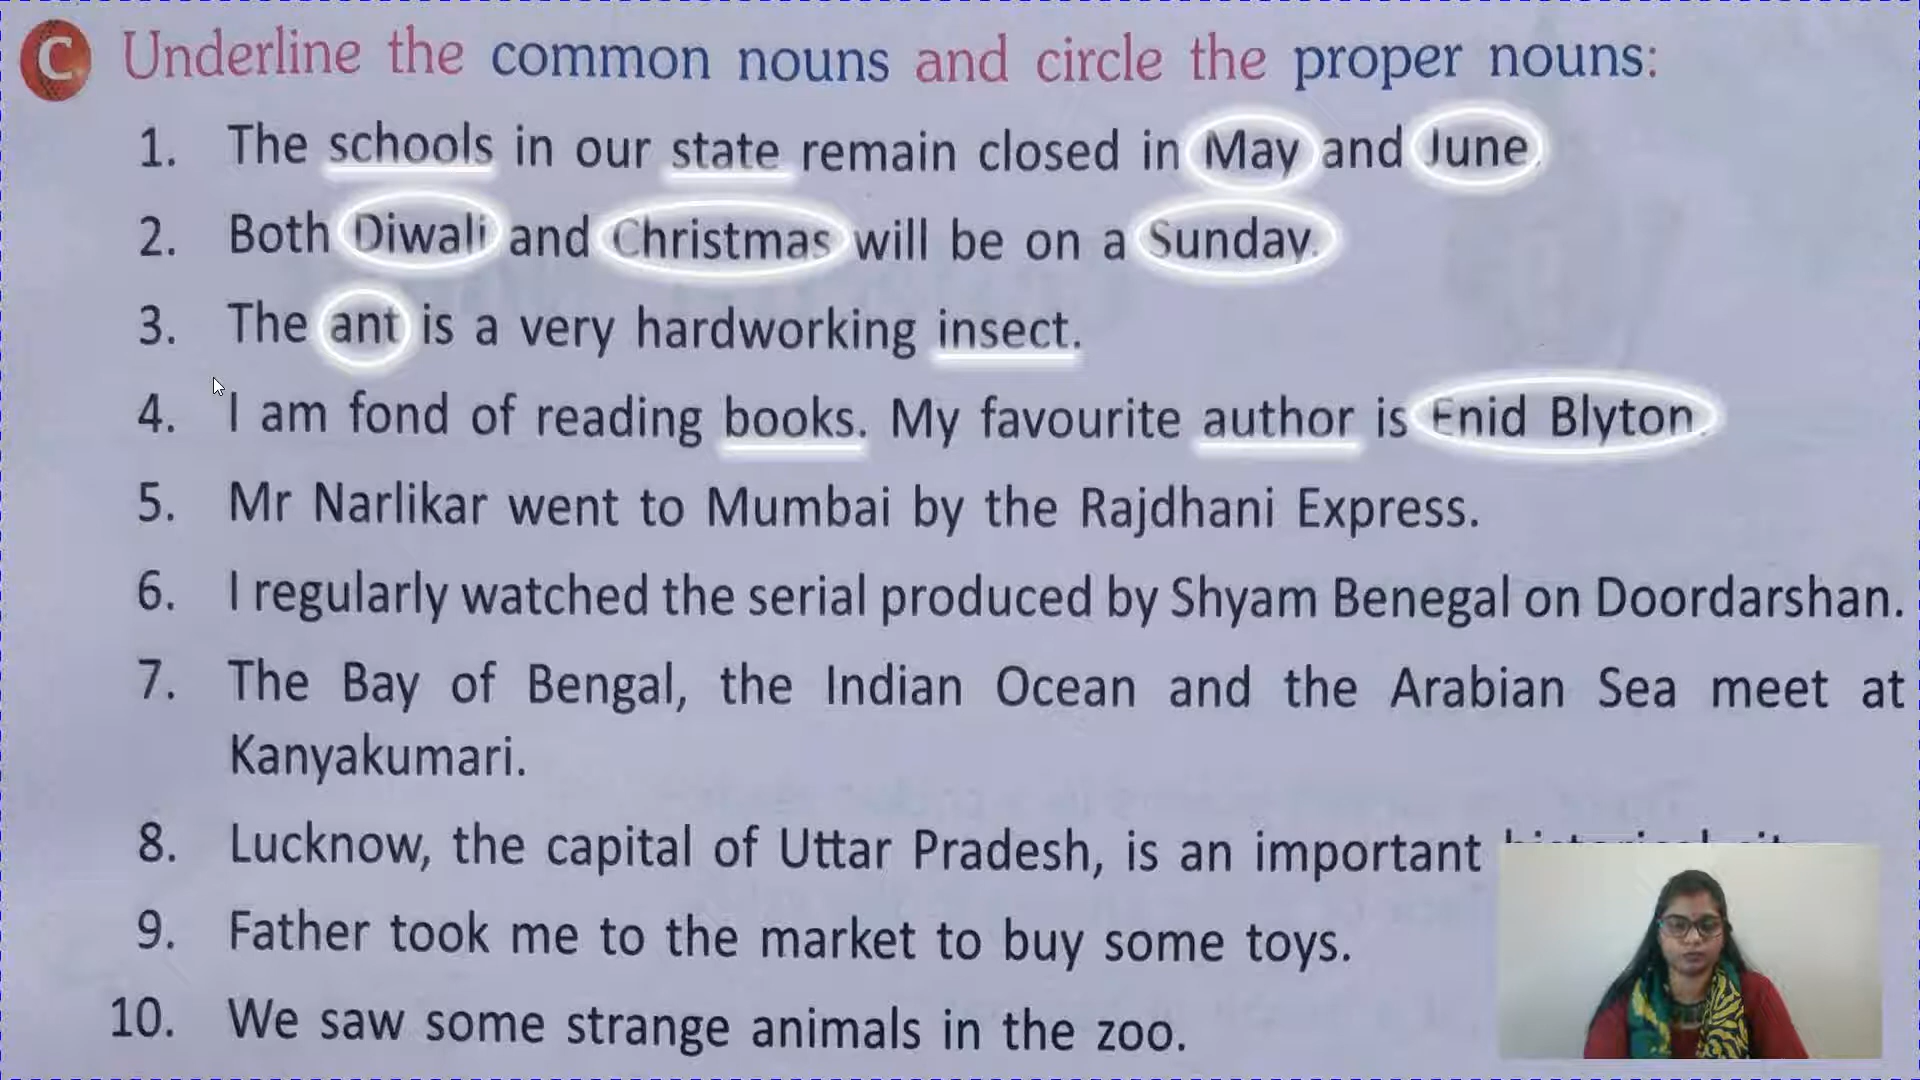 C Underline the common nouns and circle the proper nouns:
1. The schools in our state remain closed in May and June.
2. Both Diwali and Christmas will be on a Sunday.
3. The ant is a very hardworking insect.
4. I am fond of reading books. My favourite author is Enid Blyton.
5. Mr Narlikar went to Mumbai by the Rajdhani Express.
6. I regularly watched the serial produced by Shyam Benegal on Doordarshan.
7. The Bay of Bengal, the Indian Ocean and the Arabian Sea meet at
Kanyakumari.
8. Lucknow, the capital of Uttar Pradesh, is an important
9. Father took me to the market to buy some toys.
10. We saw some strange animals in the zoo.